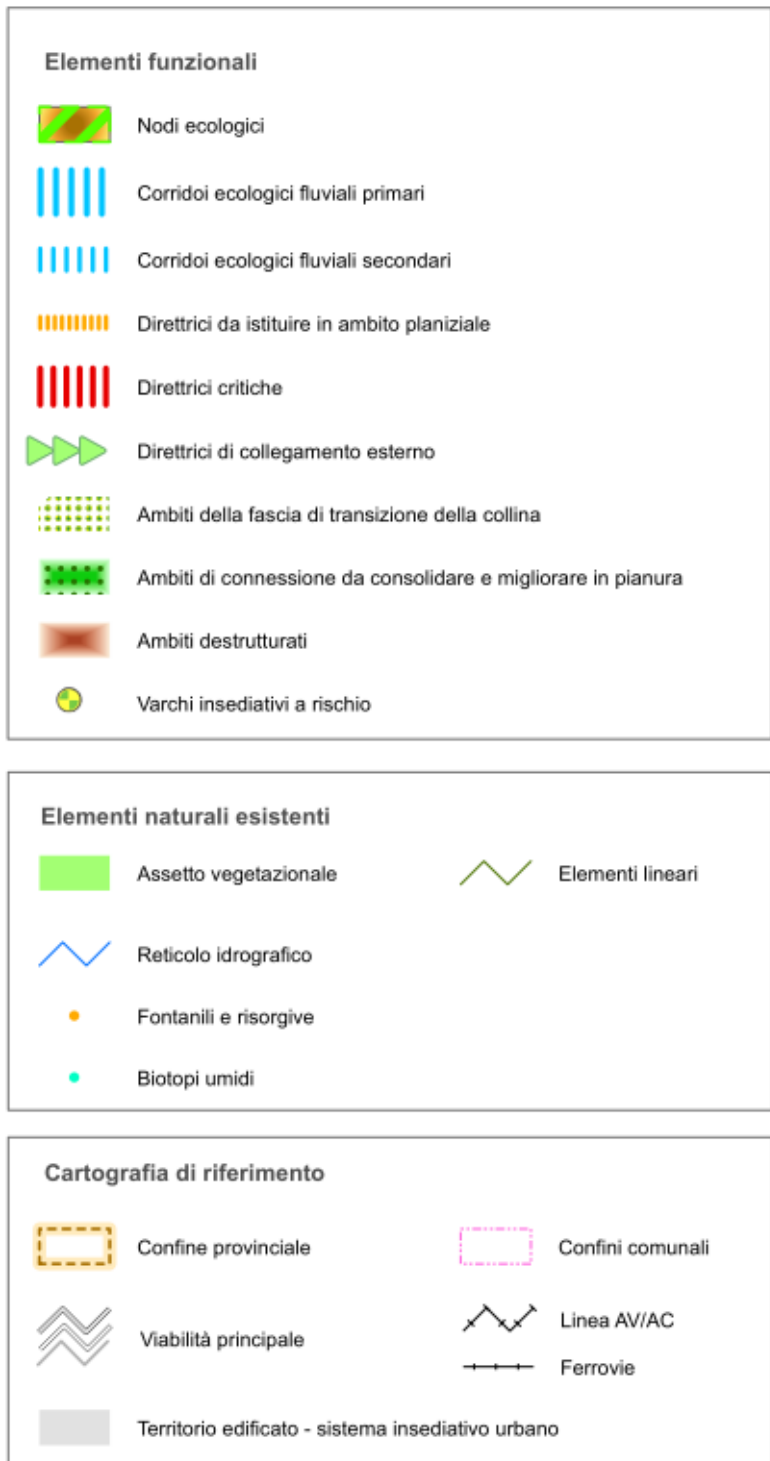 Elementi funzionali
Nodi ecologici
Corridoi ecologici fluviali primari
Corridoi ecologici fluviali secondari
Direttrici da istituire in ambito planiziale
Direttrici critiche
Direttrici di collegamento esterno
Ambiti della fascia di transizione della collina
Ambiti di connessione da consolidare e migliorare in pianura
Ambiti destrutturati
Varchi insediativi a rischio
Elementi naturali esistenti
Assetto vegetazionale
Elementi lineari
Reticolo idrografico
Fontanili e risorgive
Biotopi umidi
Cartografia di riferimento
Confine provinciale
Confini comunali
Viabilità principale
Linea AV/AC
Ferrovie
Territorio edificato - sistema insediativo urbano